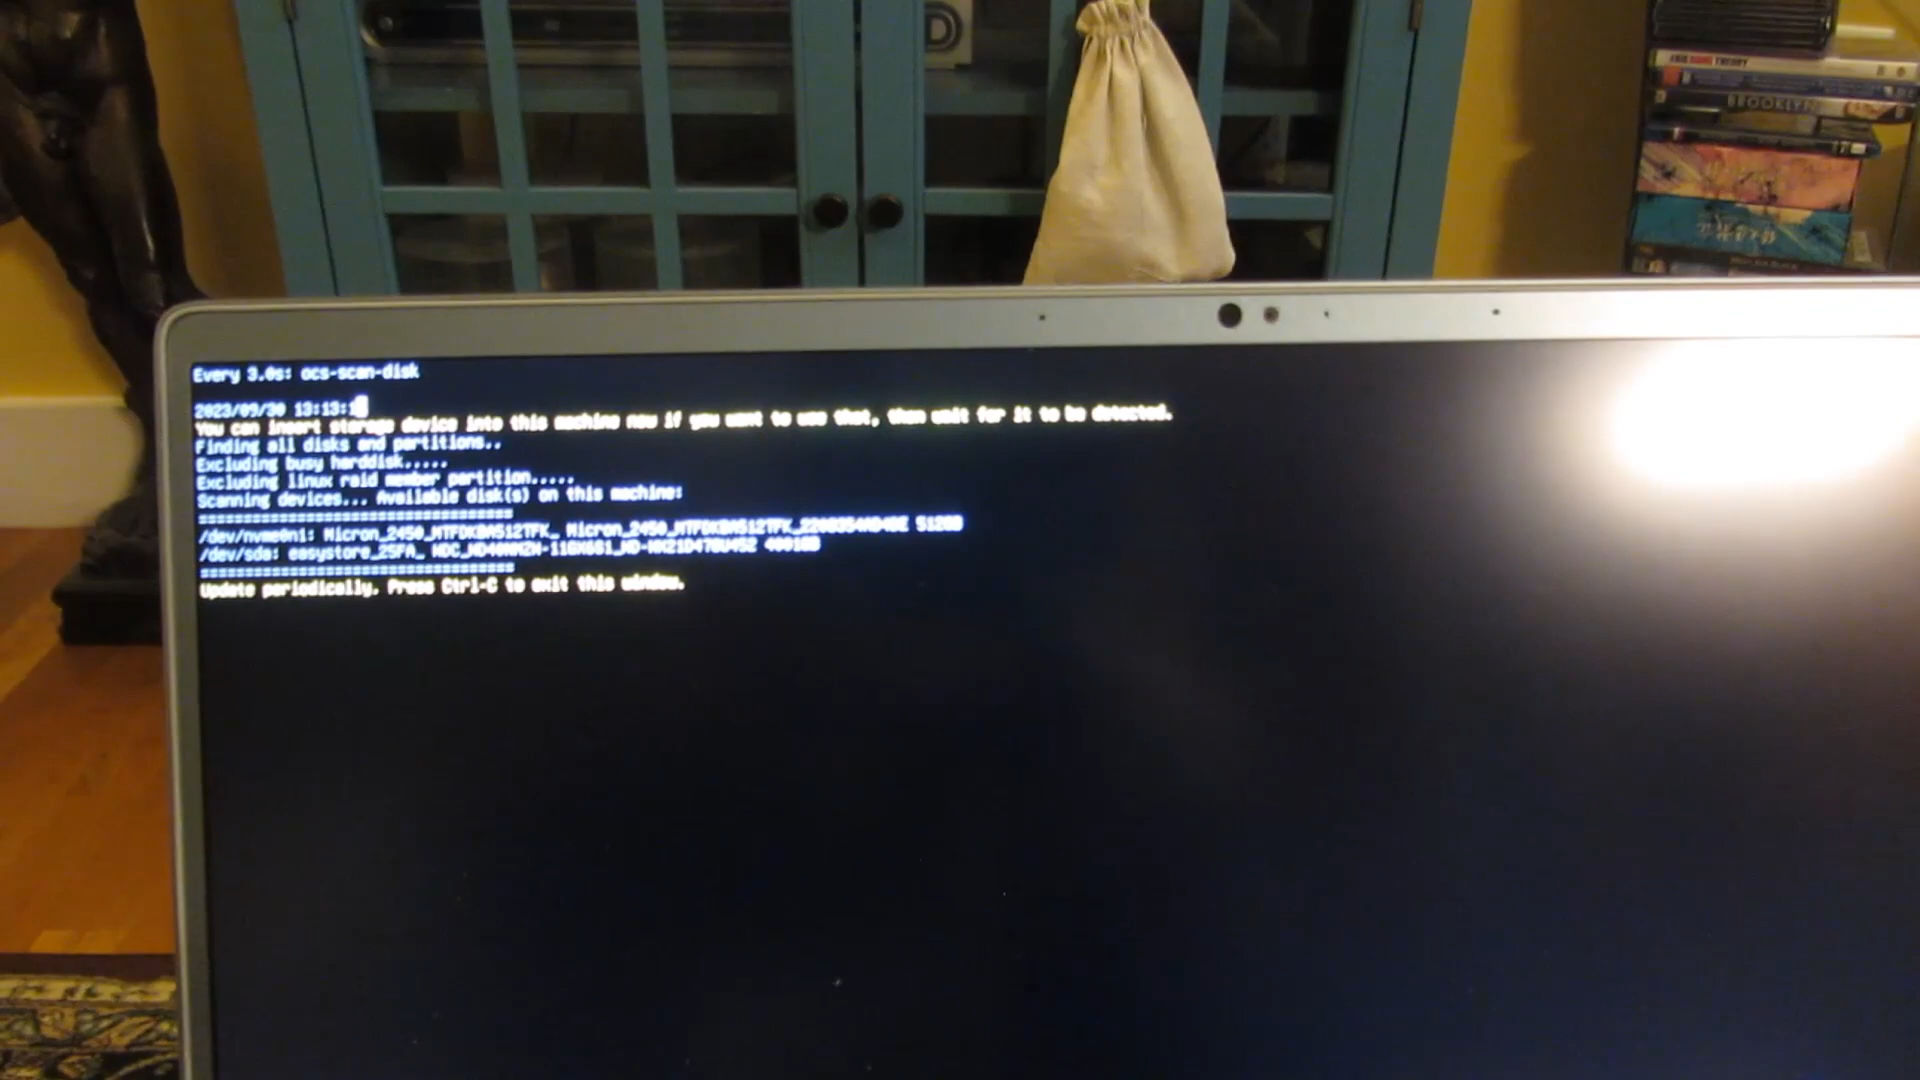 BROOKLYN
Every 3.0s: ocs-scan-disk
2023/09/30 13:13:1
You can insert storage device into this machine now if you want to use that, then wait for it to be detected.
Finding all disks and partitions..
Excluding busy harddisk.....
Excluding linux raid member partition.....
Scanning devices... Available disk(s) on this machine:
===================================
/dev/nvme0n1: Micron_2450_MTFDKBA512TFK_ Micron_2450_MTFDKBA512TFK_ 512GB
/dev/sda: easystore_25FA_ 4001GB
===================================
Update periodically. Press Ctrl-C to exit this window.